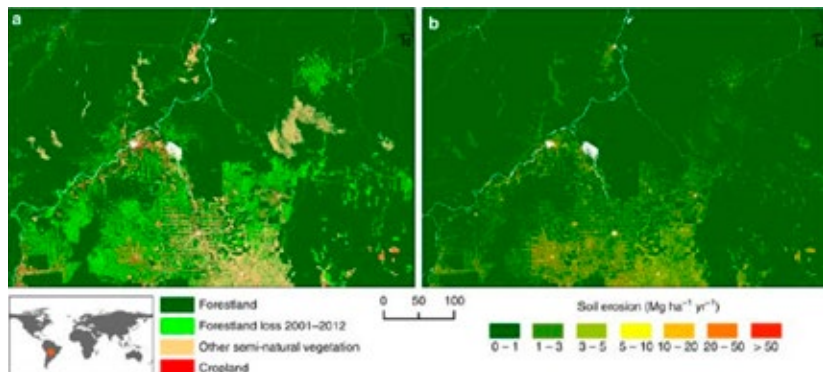 a
b
Forestland
Forestland loss 2001–2012
Other semi-natural vegetation
Cropland
0 50 100
Soil erosion (Mg ha⁻¹ yr⁻¹)
0 – 1 1 – 3 3 – 5 5 – 10 10 – 20 20 – 50 > 50